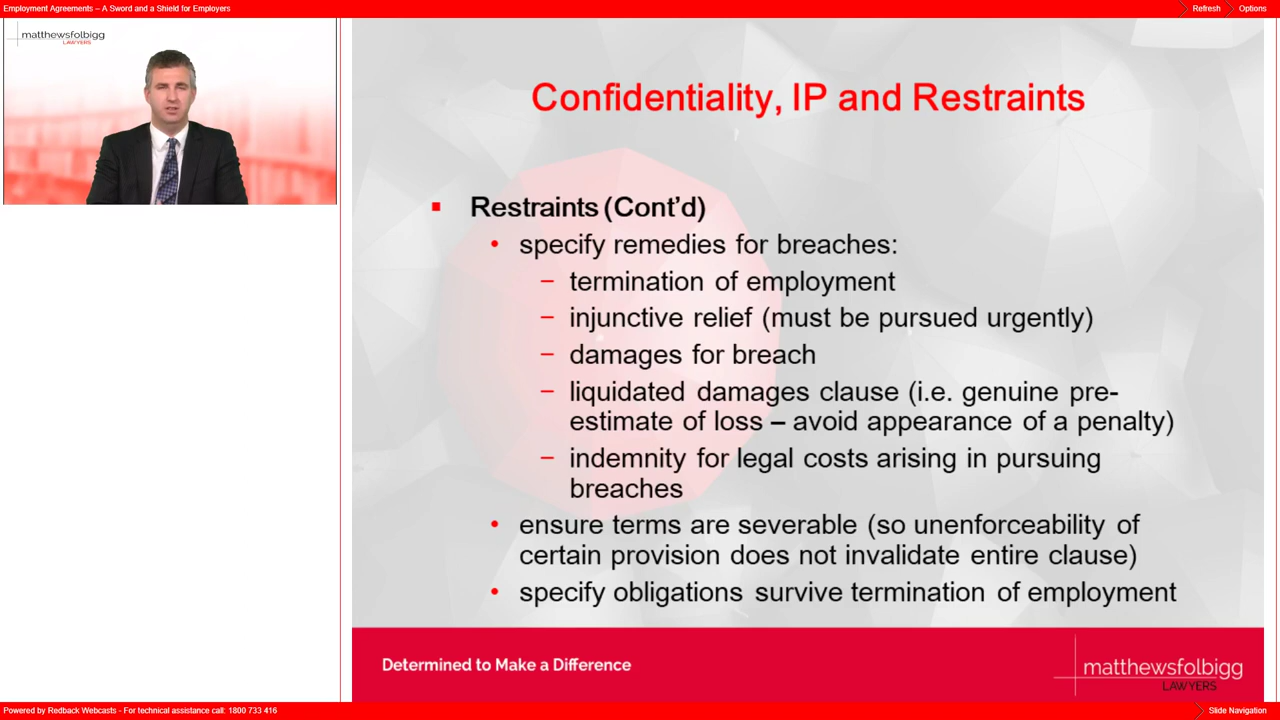 Employment Agreements – A Sword and a Shield for Employers
Refresh
Options
matthewsfolbigg
LAWYERS
Confidentiality, IP and Restraints
▪ Restraints (Cont'd)
• specify remedies for breaches:
– termination of employment
– injunctive relief (must be pursued urgently)
– damages for breach
– liquidated damages clause (i.e. genuine pre-
estimate of loss – avoid appearance of a penalty)
– indemnity for legal costs arising in pursuing
breaches
• ensure terms are severable (so unenforceability of
certain provision does not invalidate entire clause)
• specify obligations survive termination of employment
Determined to Make a Difference
matthewsfolbigg
LAWYERS
Powered by Redback Webcasts - For technical assistance call: 1800 733 416
Slide Navigation